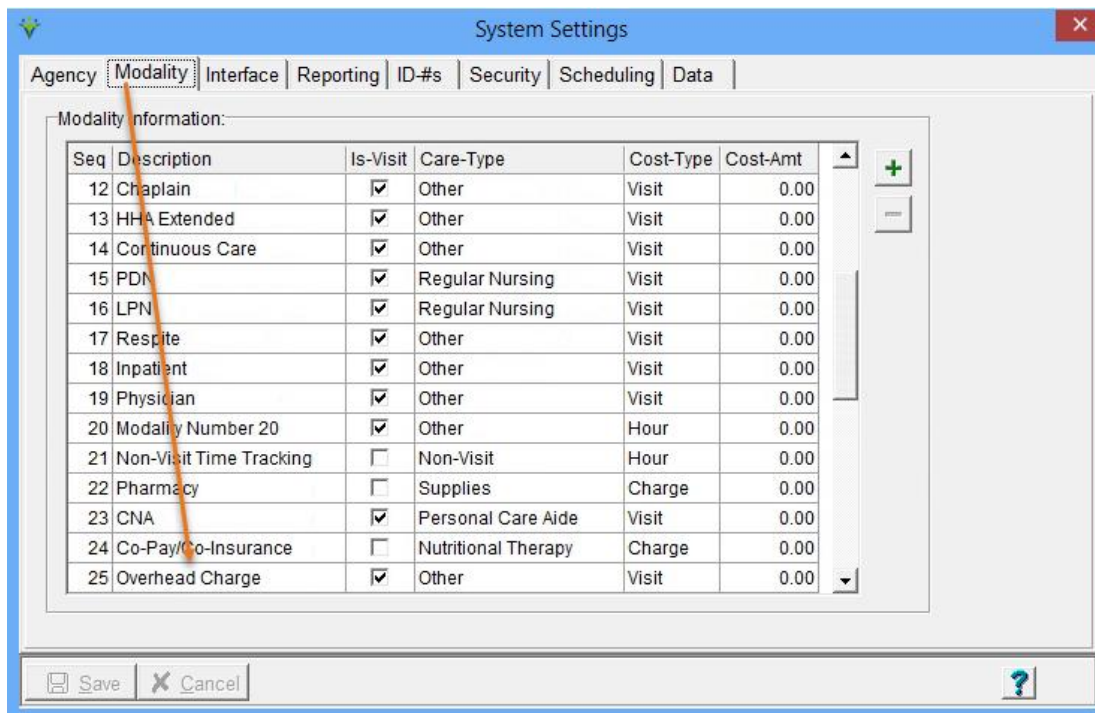 System Settings
Agency Modality Interface Reporting ID-#s Security Scheduling Data
Modality Information:
Seq Description Is-Visit Care-Type Cost-Type Cost-Amt
12 Chaplain Other Visit 0.00
13 HHA Extended Other Visit 0.00
14 Continuous Care Other Visit 0.00
15 PDN Regular Nursing Visit 0.00
16 LPN Regular Nursing Visit 0.00
17 Respite Other Visit 0.00
18 Inpatient Other Visit 0.00
19 Physician Other Visit 0.00
20 Modality Number 20 Other Hour 0.00
21 Non-Visit Time Tracking Non-Visit Hour 0.00
22 Pharmacy Supplies Charge 0.00
23 CNA Personal Care Aide Visit 0.00
24 Co-Pay/Co-Insurance Nutritional Therapy Charge 0.00
25 Overhead Charge Other Visit 0.00
Save Cancel ?